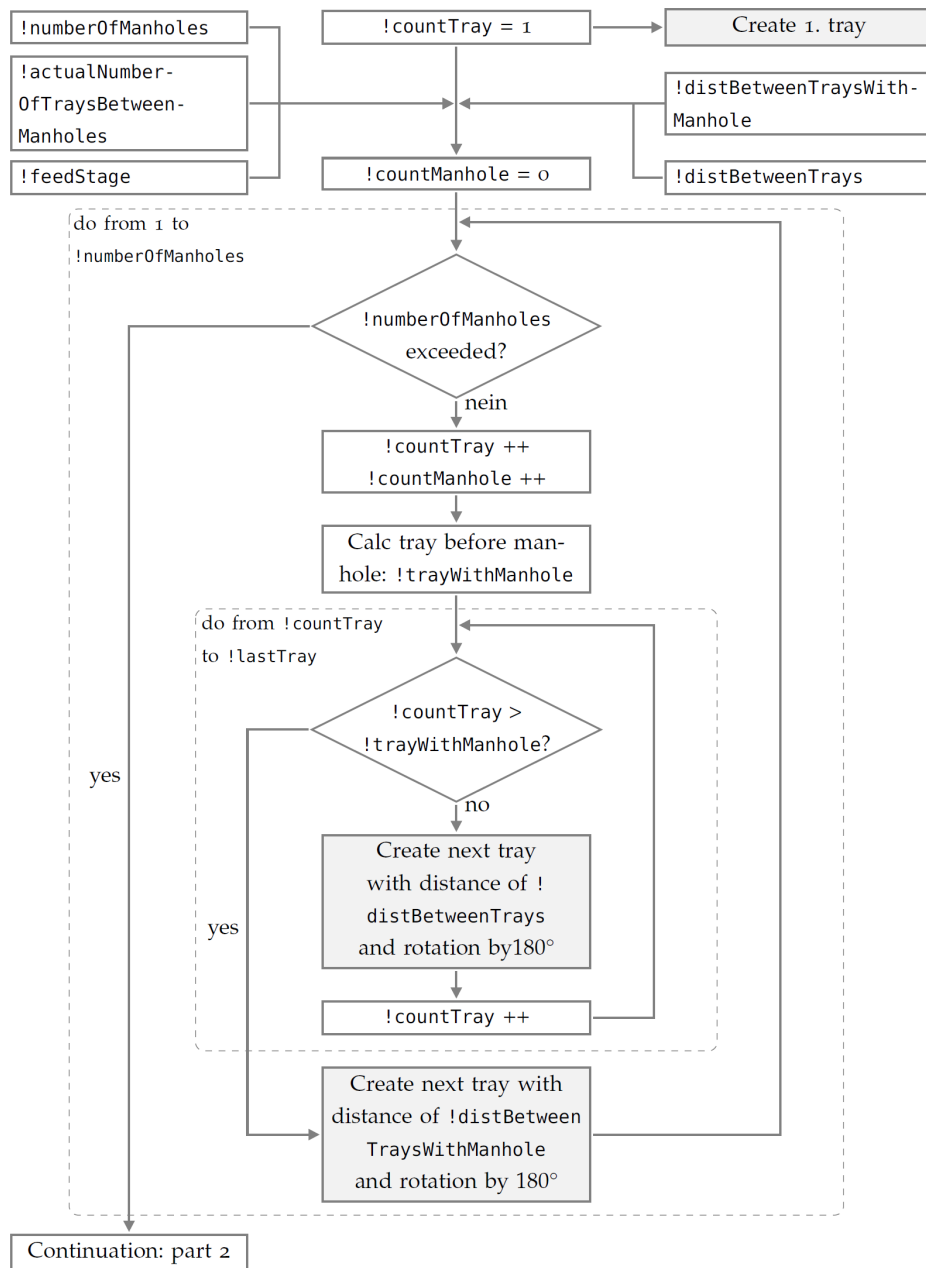 !numberOfManholes
!countTray = 1
Create 1. tray
!actualNumber-
OfTraysBetween-
Manholes
!distBetweenTraysWith-
Manhole
!feedStage
!countManhole = 0
!distBetweenTrays
do from 1 to
!numberOfManholes
!numberOfManholes
exceeded?
nein
!countTray ++
!countManhole ++
Calc tray before man-
hole: !trayWithManhole
do from !countTray
to !lastTray
!countTray >
!trayWithManhole?
yes
no
Create next tray
with distance of !
distBetweenTrays
and rotation by180°
yes
!countTray ++
Create next tray with
distance of !distBetween
TraysWithManhole
and rotation by 180°
Continuation: part 2